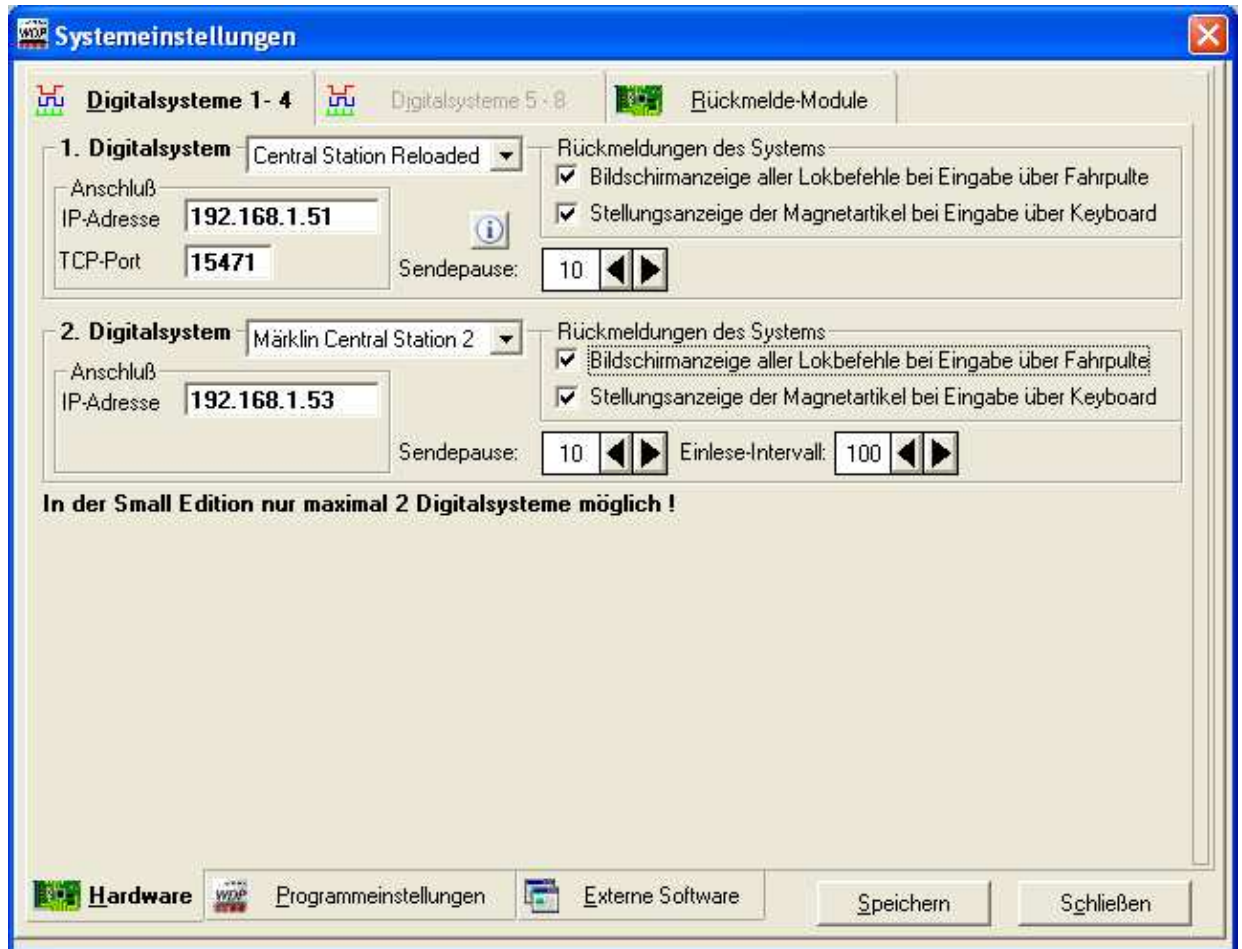 Systemeinstellungen
Digitalsysteme 1- 4
Digitalsysteme 5 - 8
Rückmelde-Module
1. Digitalsystem
Central Station Reloaded
Rückmeldungen des Systems
Anschluß
Bildschirmanzeige aller Lokbefehle bei Eingabe über Fahrpulte
IP-Adresse 192.168.1.51
Stellungsanzeige der Magnetartikel bei Eingabe über Keyboard
TCP-Port 15471
Sendepause: 10
2. Digitalsystem
Märklin Central Station 2
Rückmeldungen des Systems
Anschluß
Bildschirmanzeige aller Lokbefehle bei Eingabe über Fahrpulte
IP-Adresse 192.168.1.53
Stellungsanzeige der Magnetartikel bei Eingabe über Keyboard
Sendepause: 10 Einlese-Intervall: 100
In der Small Edition nur maximal 2 Digitalsysteme möglich !
Hardware
WDP
Programmeinstellungen
Externe Software
Speichern
Schließen